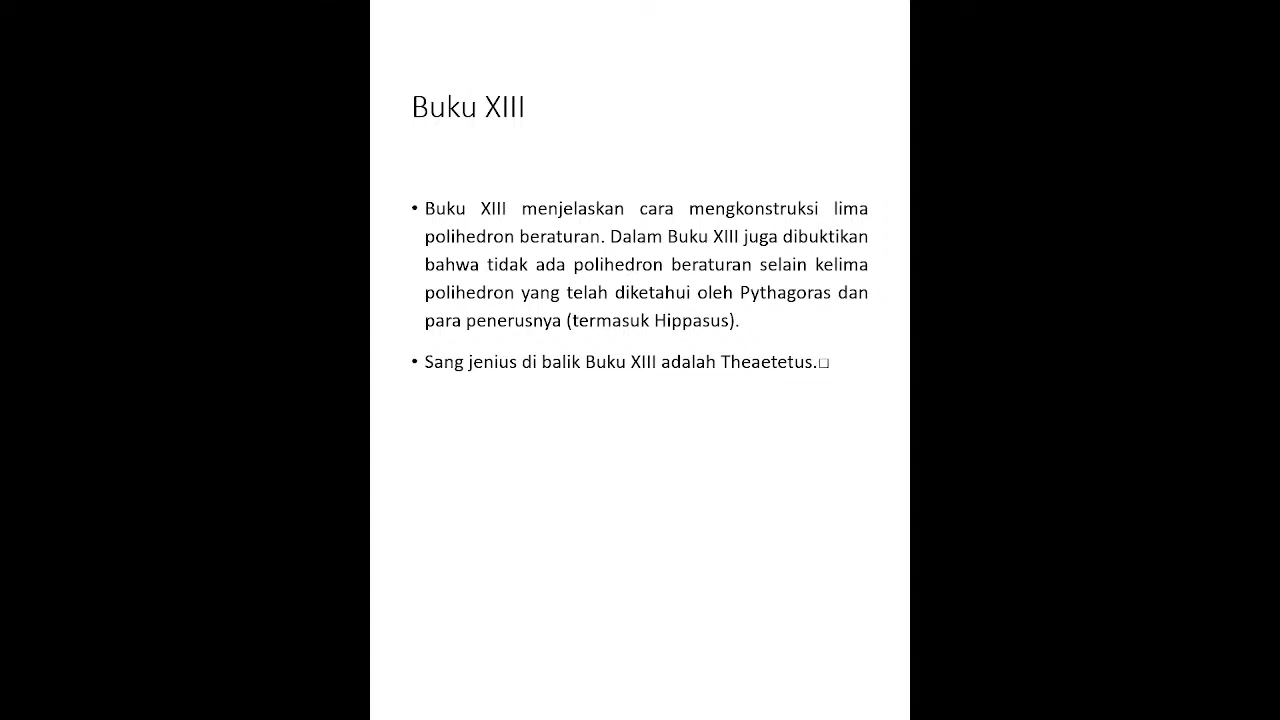 Buku XIII
• Buku XIII menjelaskan cara mengkonstruksi lima
polihedron beraturan. Dalam Buku XIII juga dibuktikan
bahwa tidak ada polihedron beraturan selain kelima
polihedron yang telah diketahui oleh Pythagoras dan
para penerusnya (termasuk Hippasus).
• Sang jenius di balik Buku XIII adalah Theaetetus.□